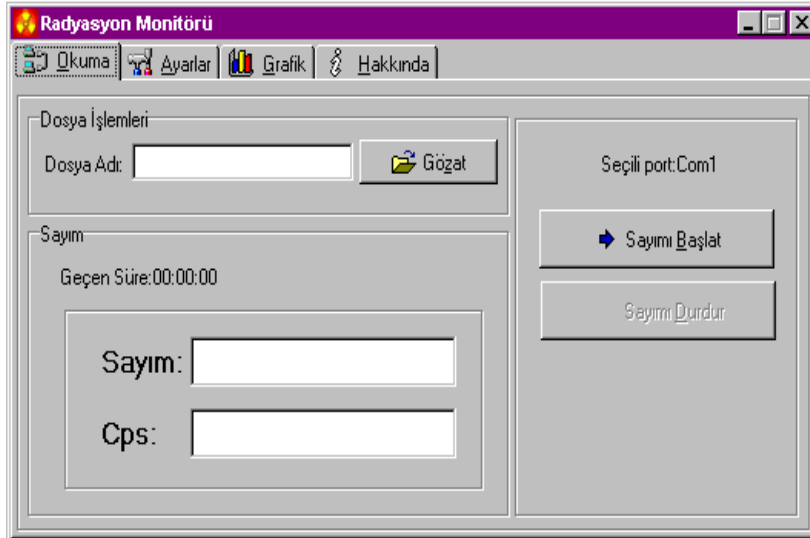 Radyasyon Monitörü
Okuma Ayarlar Grafik Hakkında
Dosya İşlemleri
Dosya Adı: Gözat
Sayım
Geçen Süre:00:00:00
Sayım:
Cps:
Seçili port:Com1
Sayımı Başlat
Sayımı Durdur